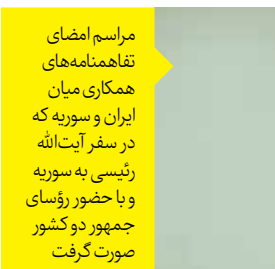 مراسم امضای
تفاهمنامه‌های
همکاری میان
ایران و سوریه که
در سفر آیت‌الله
رئیسی به سوریه
و با حضور رؤسای
جمهور دو کشور
صورت گرفت